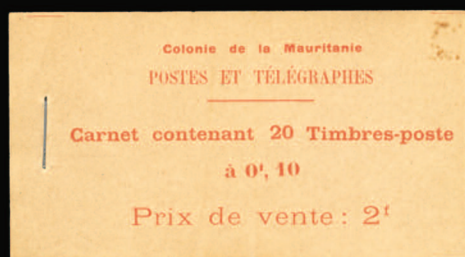 Colonie de la Mauritanie
POSTES ET TÉLÉGRAPHES
Carnet contenant 20 Timbres-poste
à 0ᶠ, 10
Prix de vente : 2ᶠ